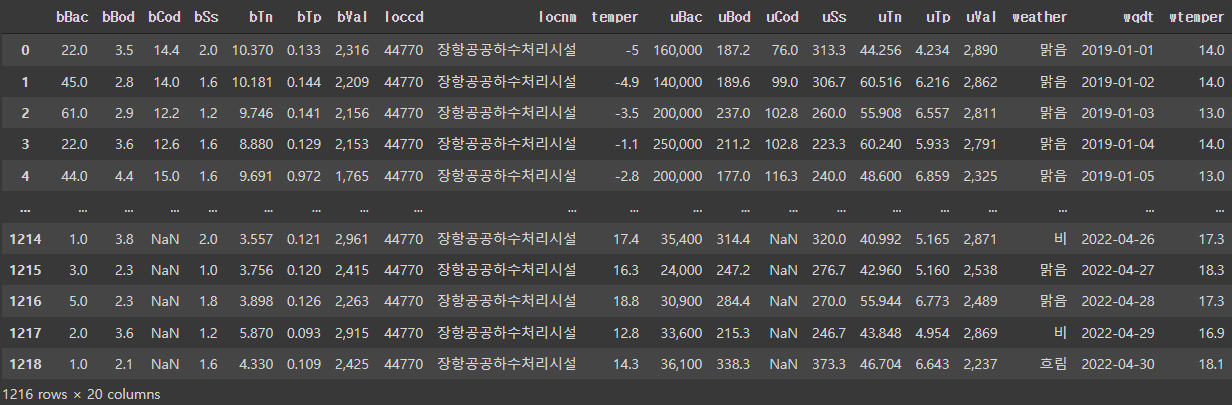 bBac bBod bCod bSs bTn bTp bVal loccd locnm temper uBac uBod uCod uSs uTn uTp uVal weather wqdt wtemper
0 22.0 3.5 14.4 2.0 10.370 0.133 2,316 44770 장항공공하수처리시설 -5 160,000 187.2 76.0 313.3 44.256 4.234 2,890 맑음 2019-01-01 14.0
1 45.0 2.8 14.0 1.6 10.181 0.144 2,209 44770 장항공공하수처리시설 -4.9 140,000 189.6 99.0 306.7 60.516 6.216 2,862 맑음 2019-01-02 14.0
2 61.0 2.9 12.2 1.2 9.746 0.141 2,156 44770 장항공공하수처리시설 -3.5 200,000 237.0 102.8 260.0 55.908 6.557 2,811 맑음 2019-01-03 13.0
3 22.0 3.6 12.6 1.6 8.880 0.129 2,153 44770 장항공공하수처리시설 -1.1 250,000 211.2 102.8 223.3 60.240 5.933 2,791 맑음 2019-01-04 14.0
4 44.0 4.4 15.0 1.6 9.691 0.972 1,765 44770 장항공공하수처리시설 -2.8 200,000 177.0 116.3 240.0 48.600 6.859 2,325 맑음 2019-01-05 13.0
... ... ... ... ... ... ... ... ... ... ... ... ... ... ... ... ... ... ... ... ...
1214 1.0 3.8 NaN 2.0 3.557 0.121 2,961 44770 장항공공하수처리시설 17.4 35,400 314.4 NaN 320.0 40.992 5.165 2,871 비 2022-04-26 17.3
1215 3.0 2.3 NaN 1.0 3.756 0.120 2,415 44770 장항공공하수처리시설 16.3 24,000 247.2 NaN 276.7 42.960 5.160 2,538 맑음 2022-04-27 18.3
1216 5.0 2.3 NaN 1.8 3.898 0.126 2,263 44770 장항공공하수처리시설 18.8 30,900 284.4 NaN 270.0 55.944 6.773 2,489 맑음 2022-04-28 17.3
1217 2.0 3.6 NaN 1.2 5.870 0.093 2,915 44770 장항공공하수처리시설 12.8 33,600 215.3 NaN 246.7 43.848 4.954 2,869 비 2022-04-29 16.9
1218 1.0 2.1 NaN 1.6 4.330 0.109 2,425 44770 장항공공하수처리시설 14.3 36,100 338.3 NaN 373.3 46.704 6.643 2,237 흐림 2022-04-30 18.1
1216 rows × 20 columns